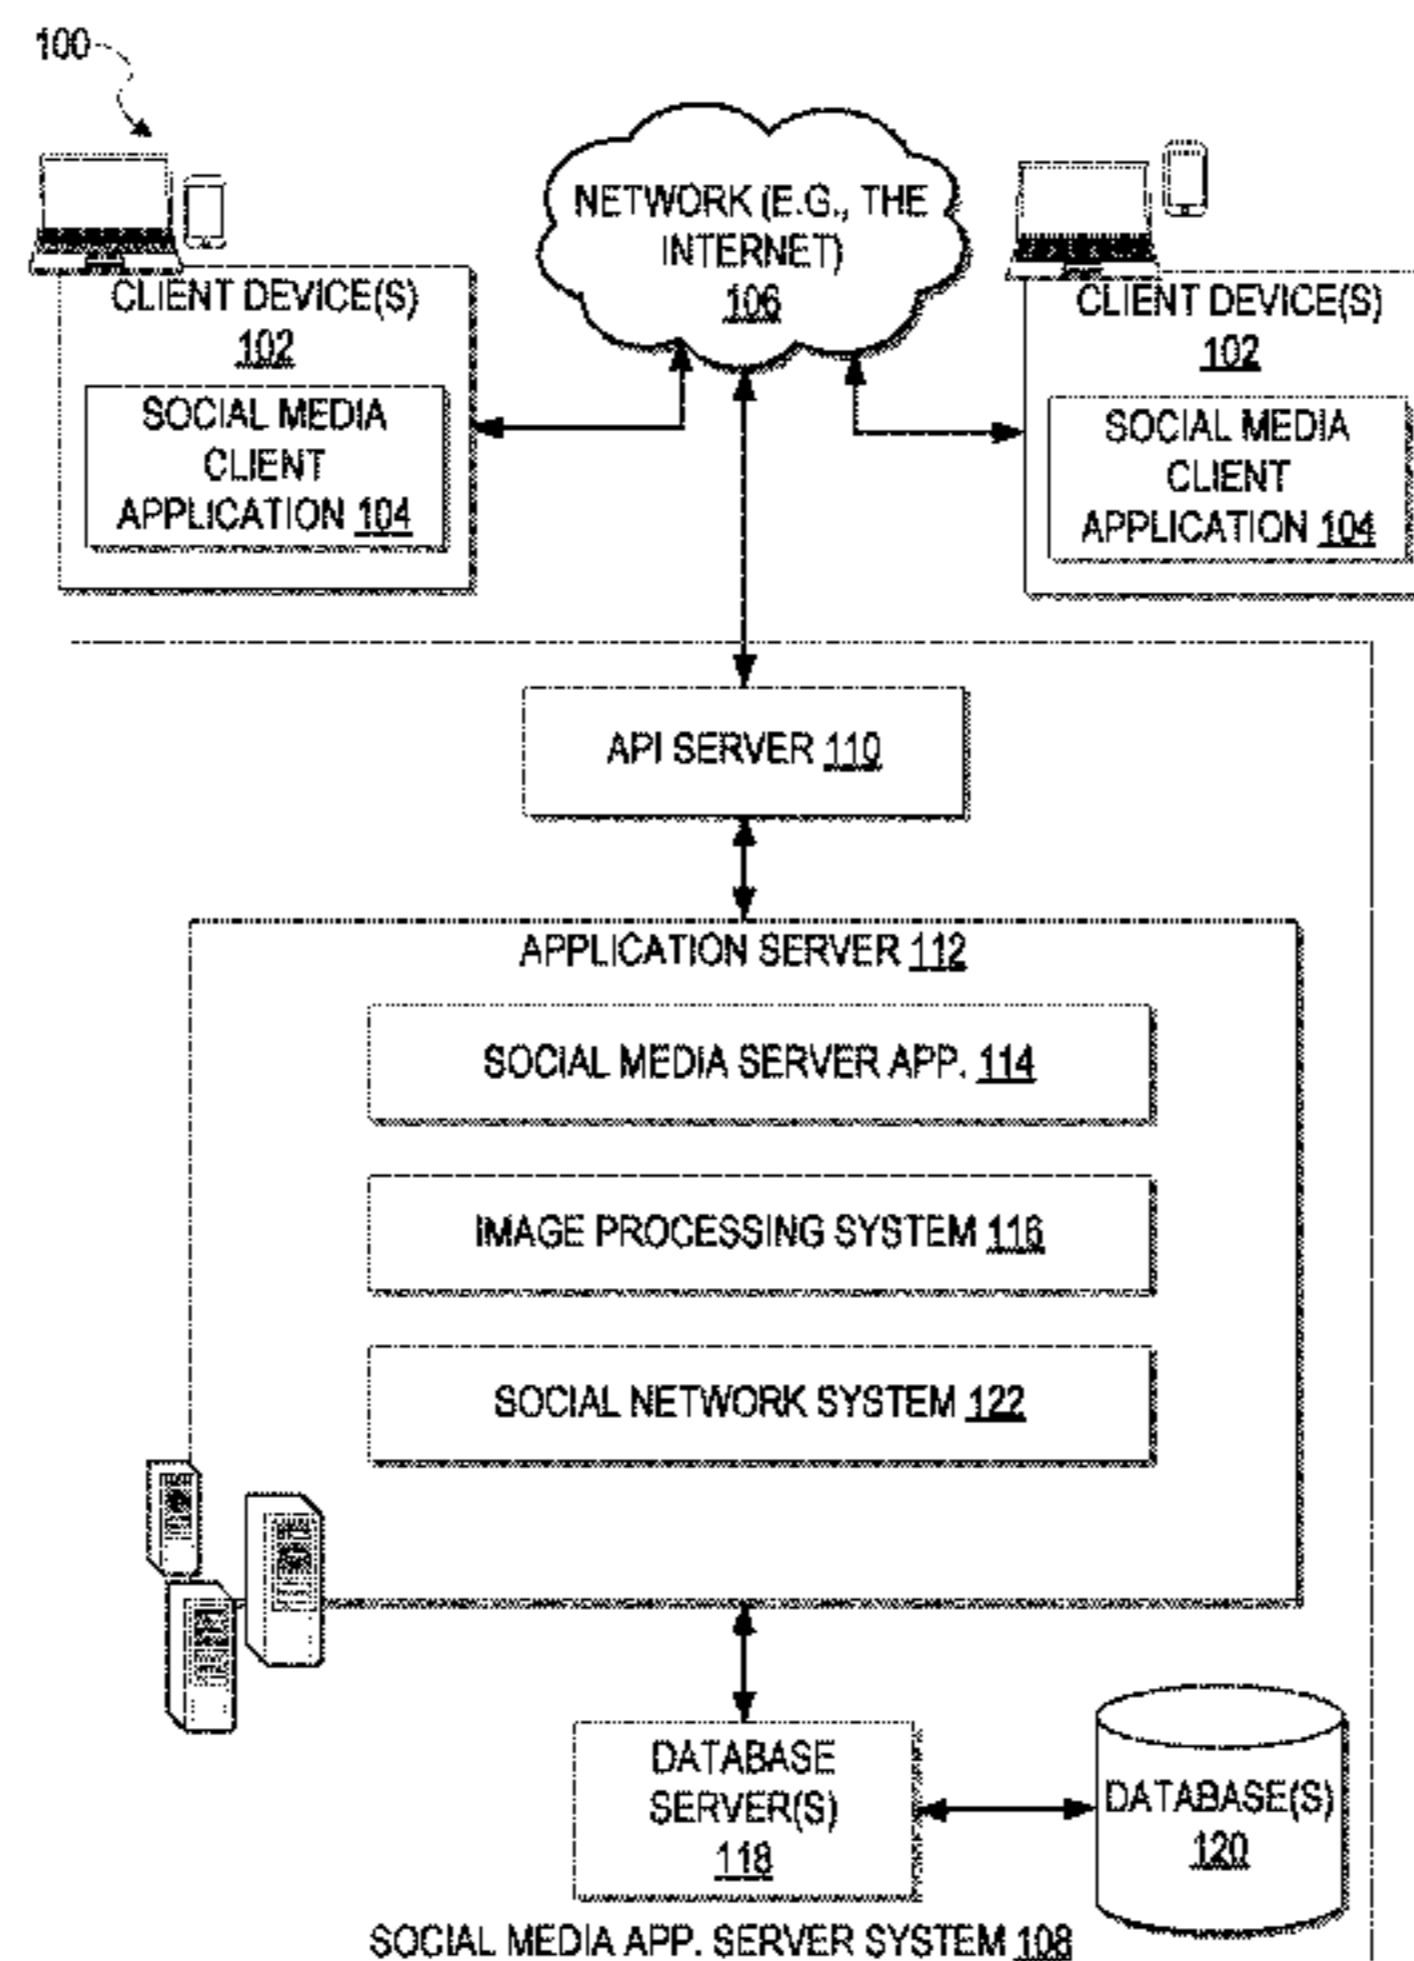 100
NETWORK (E.G., THE
INTERNET)
106
CLIENT DEVICE(S)
102
SOCIAL MEDIA
CLIENT
APPLICATION 104
CLIENT DEVICE(S)
102
SOCIAL MEDIA
CLIENT
APPLICATION 104
API SERVER 110
APPLICATION SERVER 112
SOCIAL MEDIA SERVER APP. 114
IMAGE PROCESSING SYSTEM 116
SOCIAL NETWORK SYSTEM 122
DATABASE
SERVER(S)
118
DATABASE(S)
120
SOCIAL MEDIA APP. SERVER SYSTEM 108